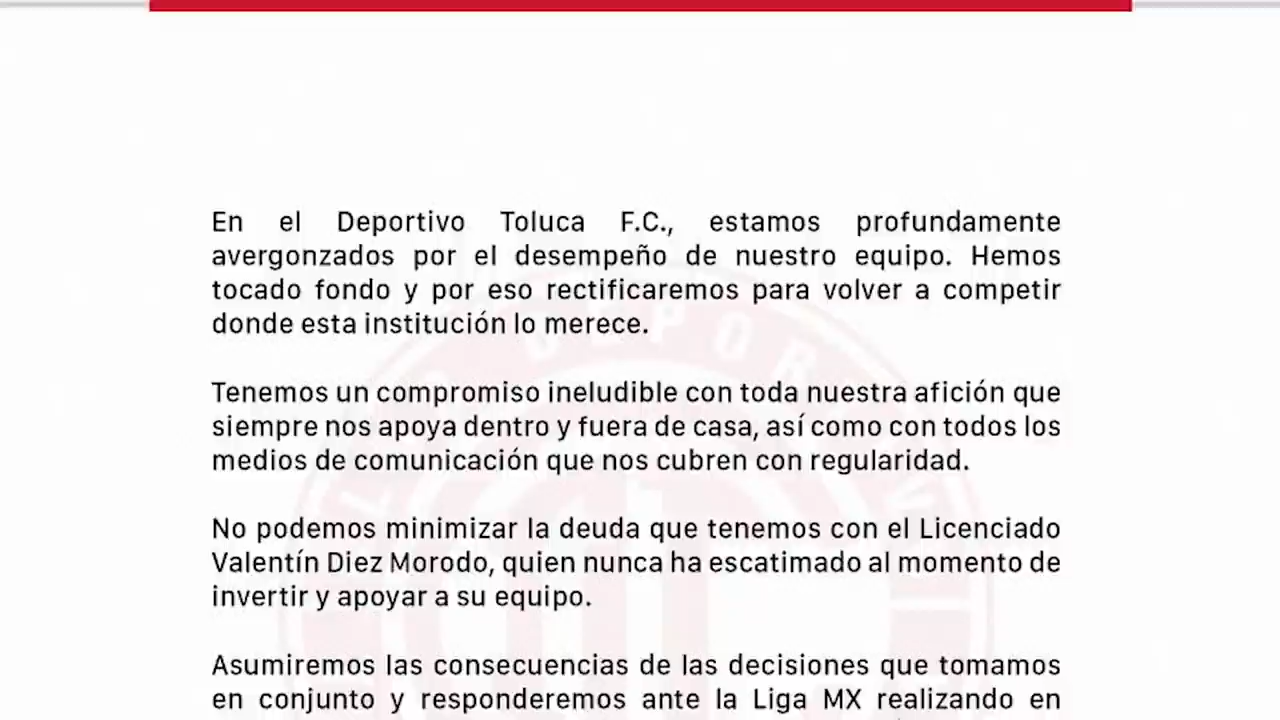 En el Deportivo Toluca F.C., estamos profundamente
avergonzados por el desempeño de nuestro equipo. Hemos
tocado fondo y por eso rectificaremos para volver a competir
donde esta institución lo merece.
Tenemos un compromiso ineludible con toda nuestra afición que
siempre nos apoya dentro y fuera de casa, así como con todos los
medios de comunicación que nos cubren con regularidad.
No podemos minimizar la deuda que tenemos con el Licenciado
Valentín Diez Morodo, quien nunca ha escatimado al momento de
invertir y apoyar a su equipo.
Asumiremos las consecuencias de las decisiones que tomamos
en conjunto y responderemos ante la Liga MX realizando en